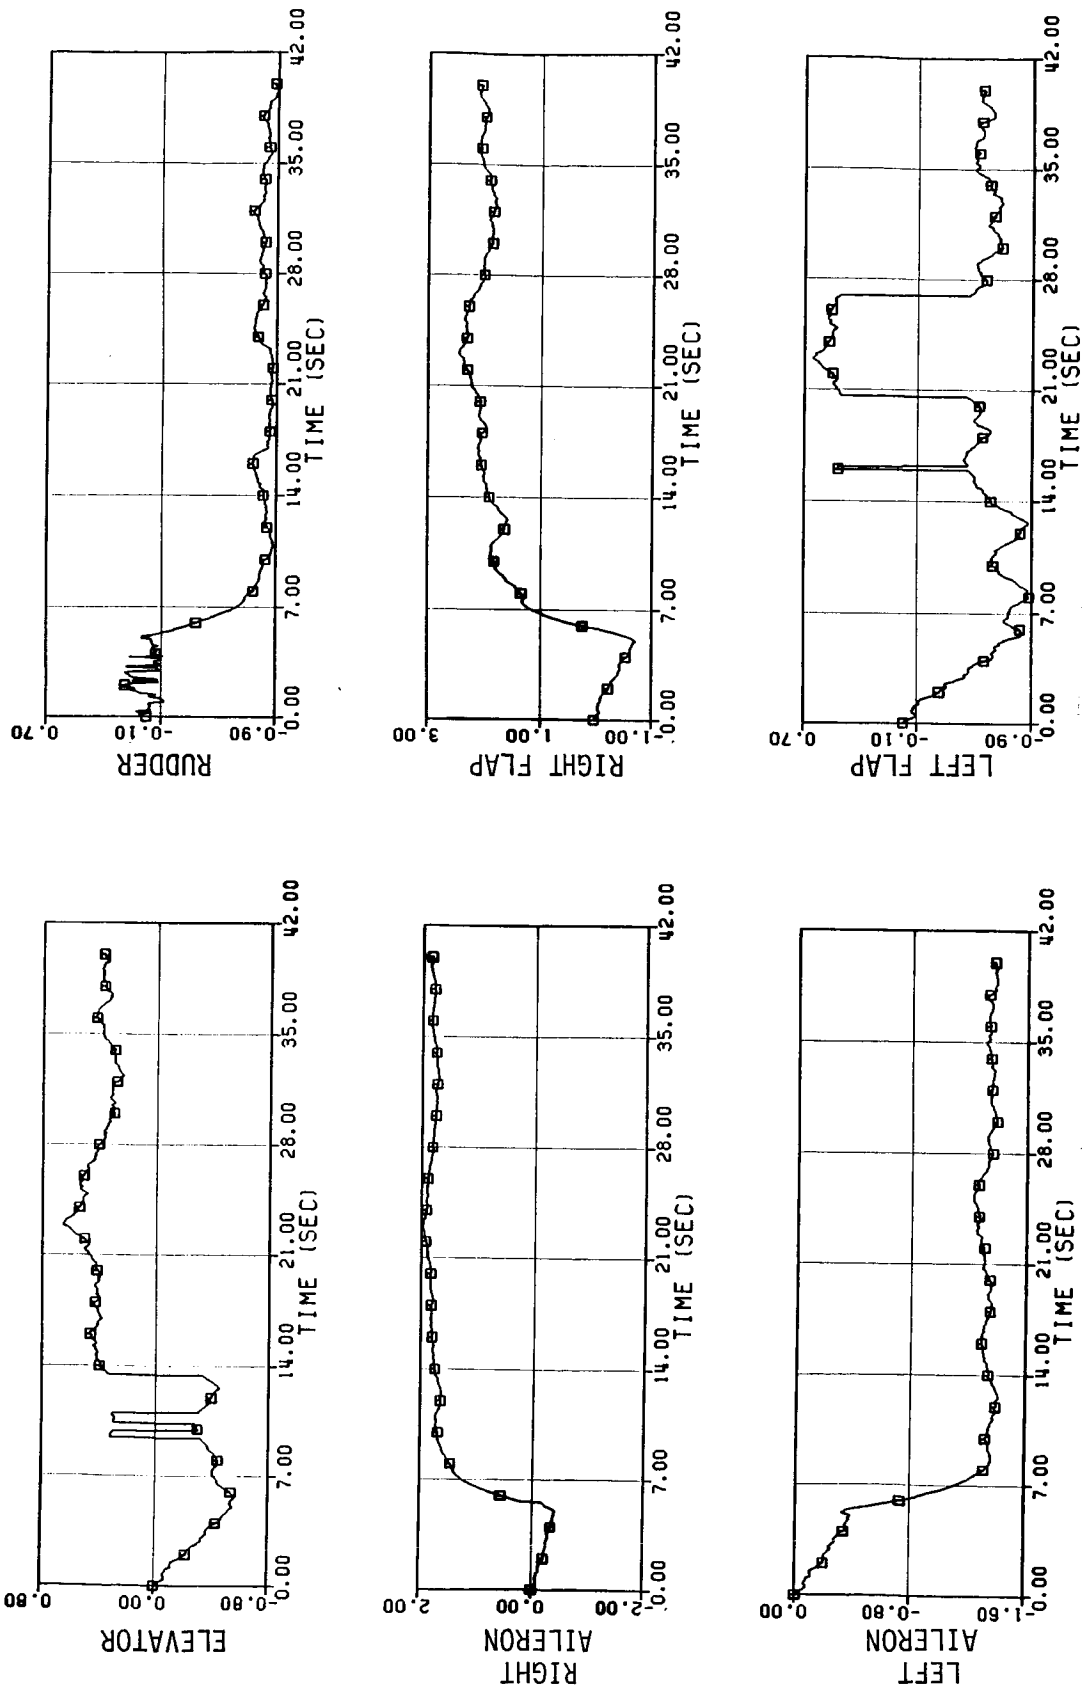 ELEVATOR
0.80
0.00
-0.80
0.00 7.00 14.00 21.00 28.00 35.00 42.00
TIME (SEC)
RUDDER
0.70
-0.10
-0.90
0.00 7.00 14.00 21.00 28.00 35.00 42.00
TIME (SEC)
RIGHT
AILERON
2.00
0.00
-2.00
0.00 7.00 14.00 21.00 28.00 35.00 42.00
TIME (SEC)
RIGHT FLAP
3.00
1.00
-1.00
0.00 7.00 14.00 21.00 28.00 35.00 42.00
TIME (SEC)
LEFT
AILERON
0.00
-0.80
-1.60
0.00 7.00 14.00 21.00 28.00 35.00 42.00
TIME (SEC)
LEFT FLAP
0.70
-0.10
-0.90
0.00 7.00 14.00 21.00 28.00 35.00 42.00
TIME (SEC)